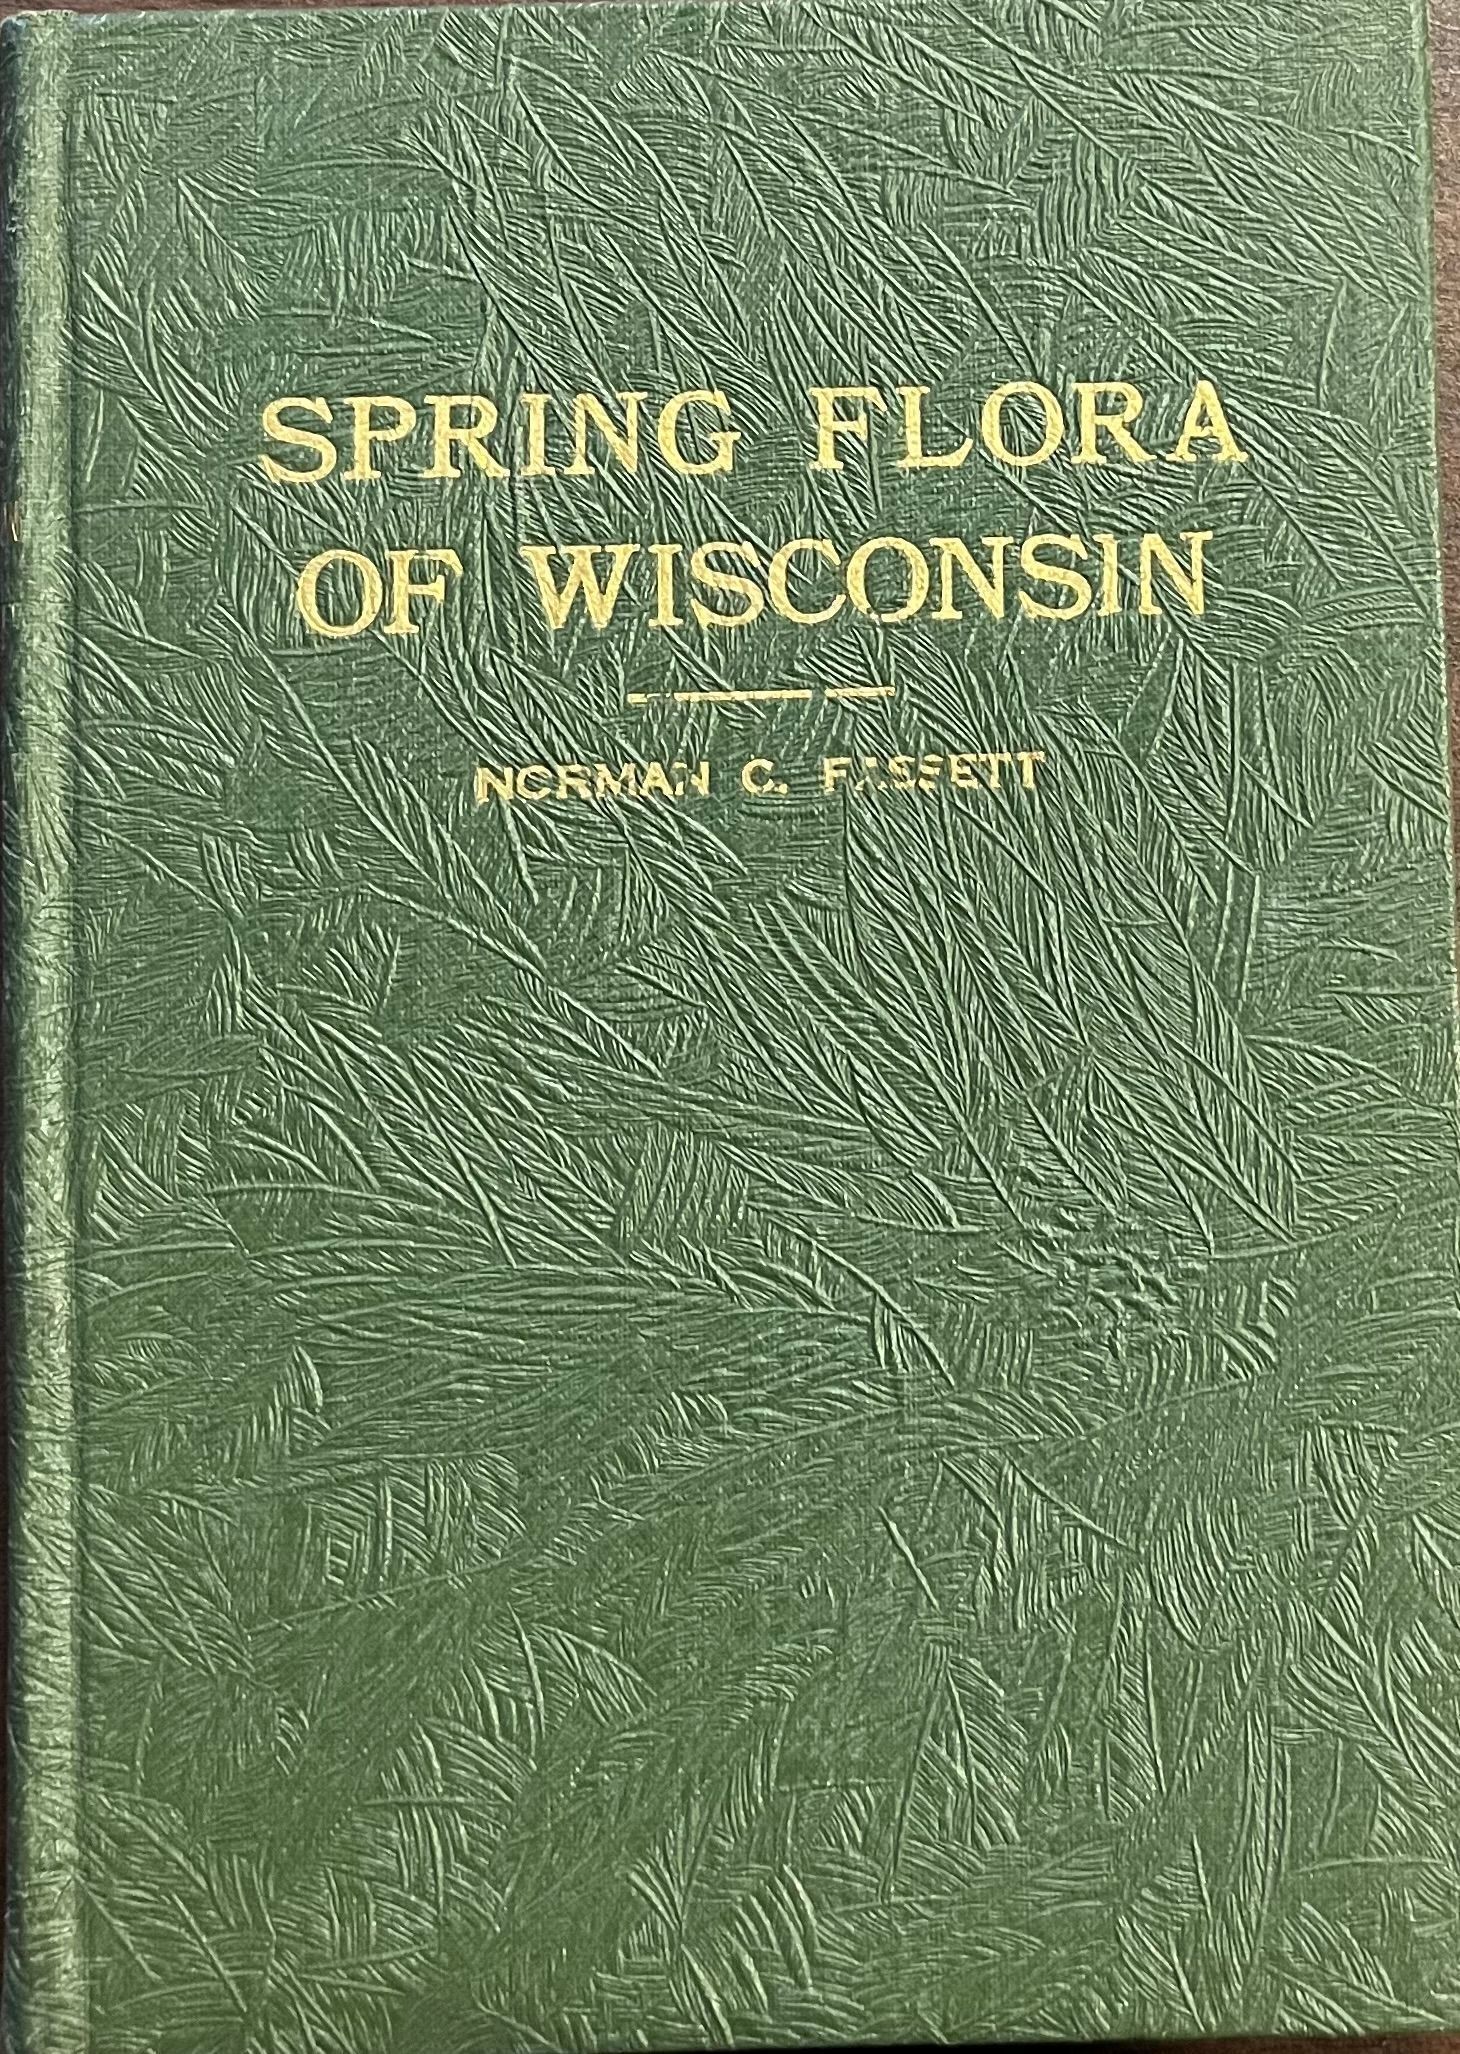 SPRING FLORA
OF WISCONSIN
NORMAN C. FASSETT